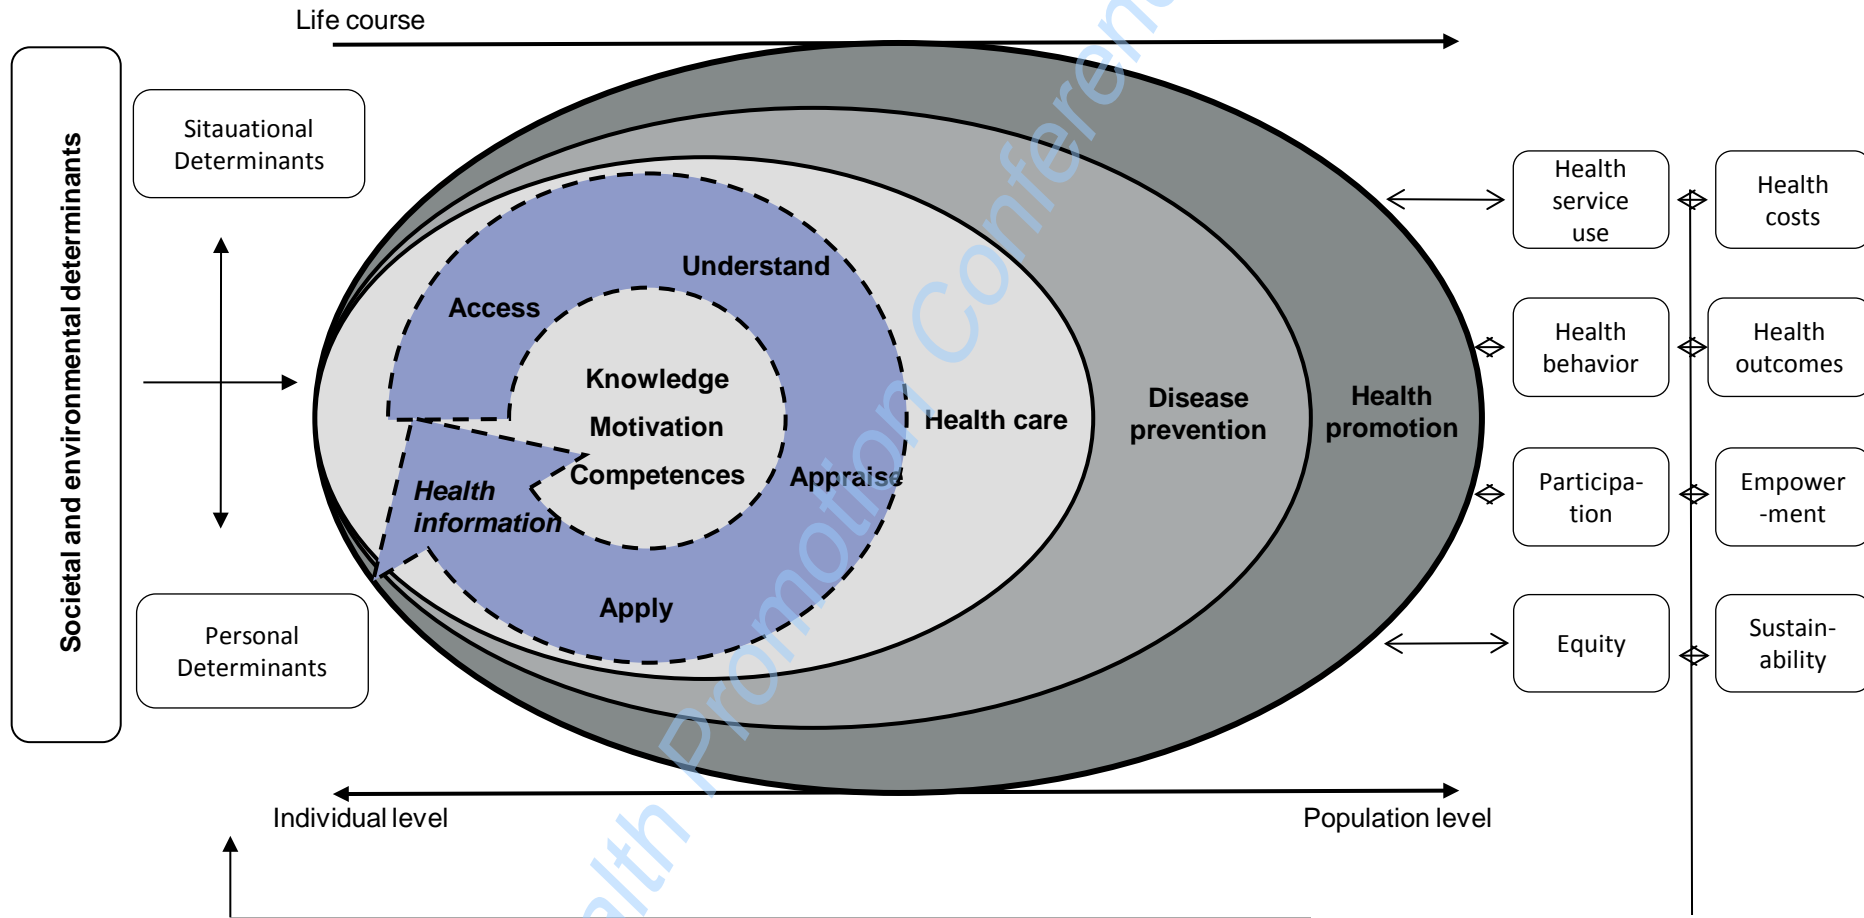 Life course
Societal and environmental determinants
Sitauational
Determinants
Personal
Determinants
Understand
Access
Knowledge
Motivation
Competences
Health
information
Appraise
Apply
Health care
Disease
prevention
Health
promotion
Health
service
use
Health
costs
Health
behavior
Health
outcomes
Participa-
tion
Empower
-ment
Equity
Sustain-
ability
Individual level
Population level
alth Promotion Conferenc